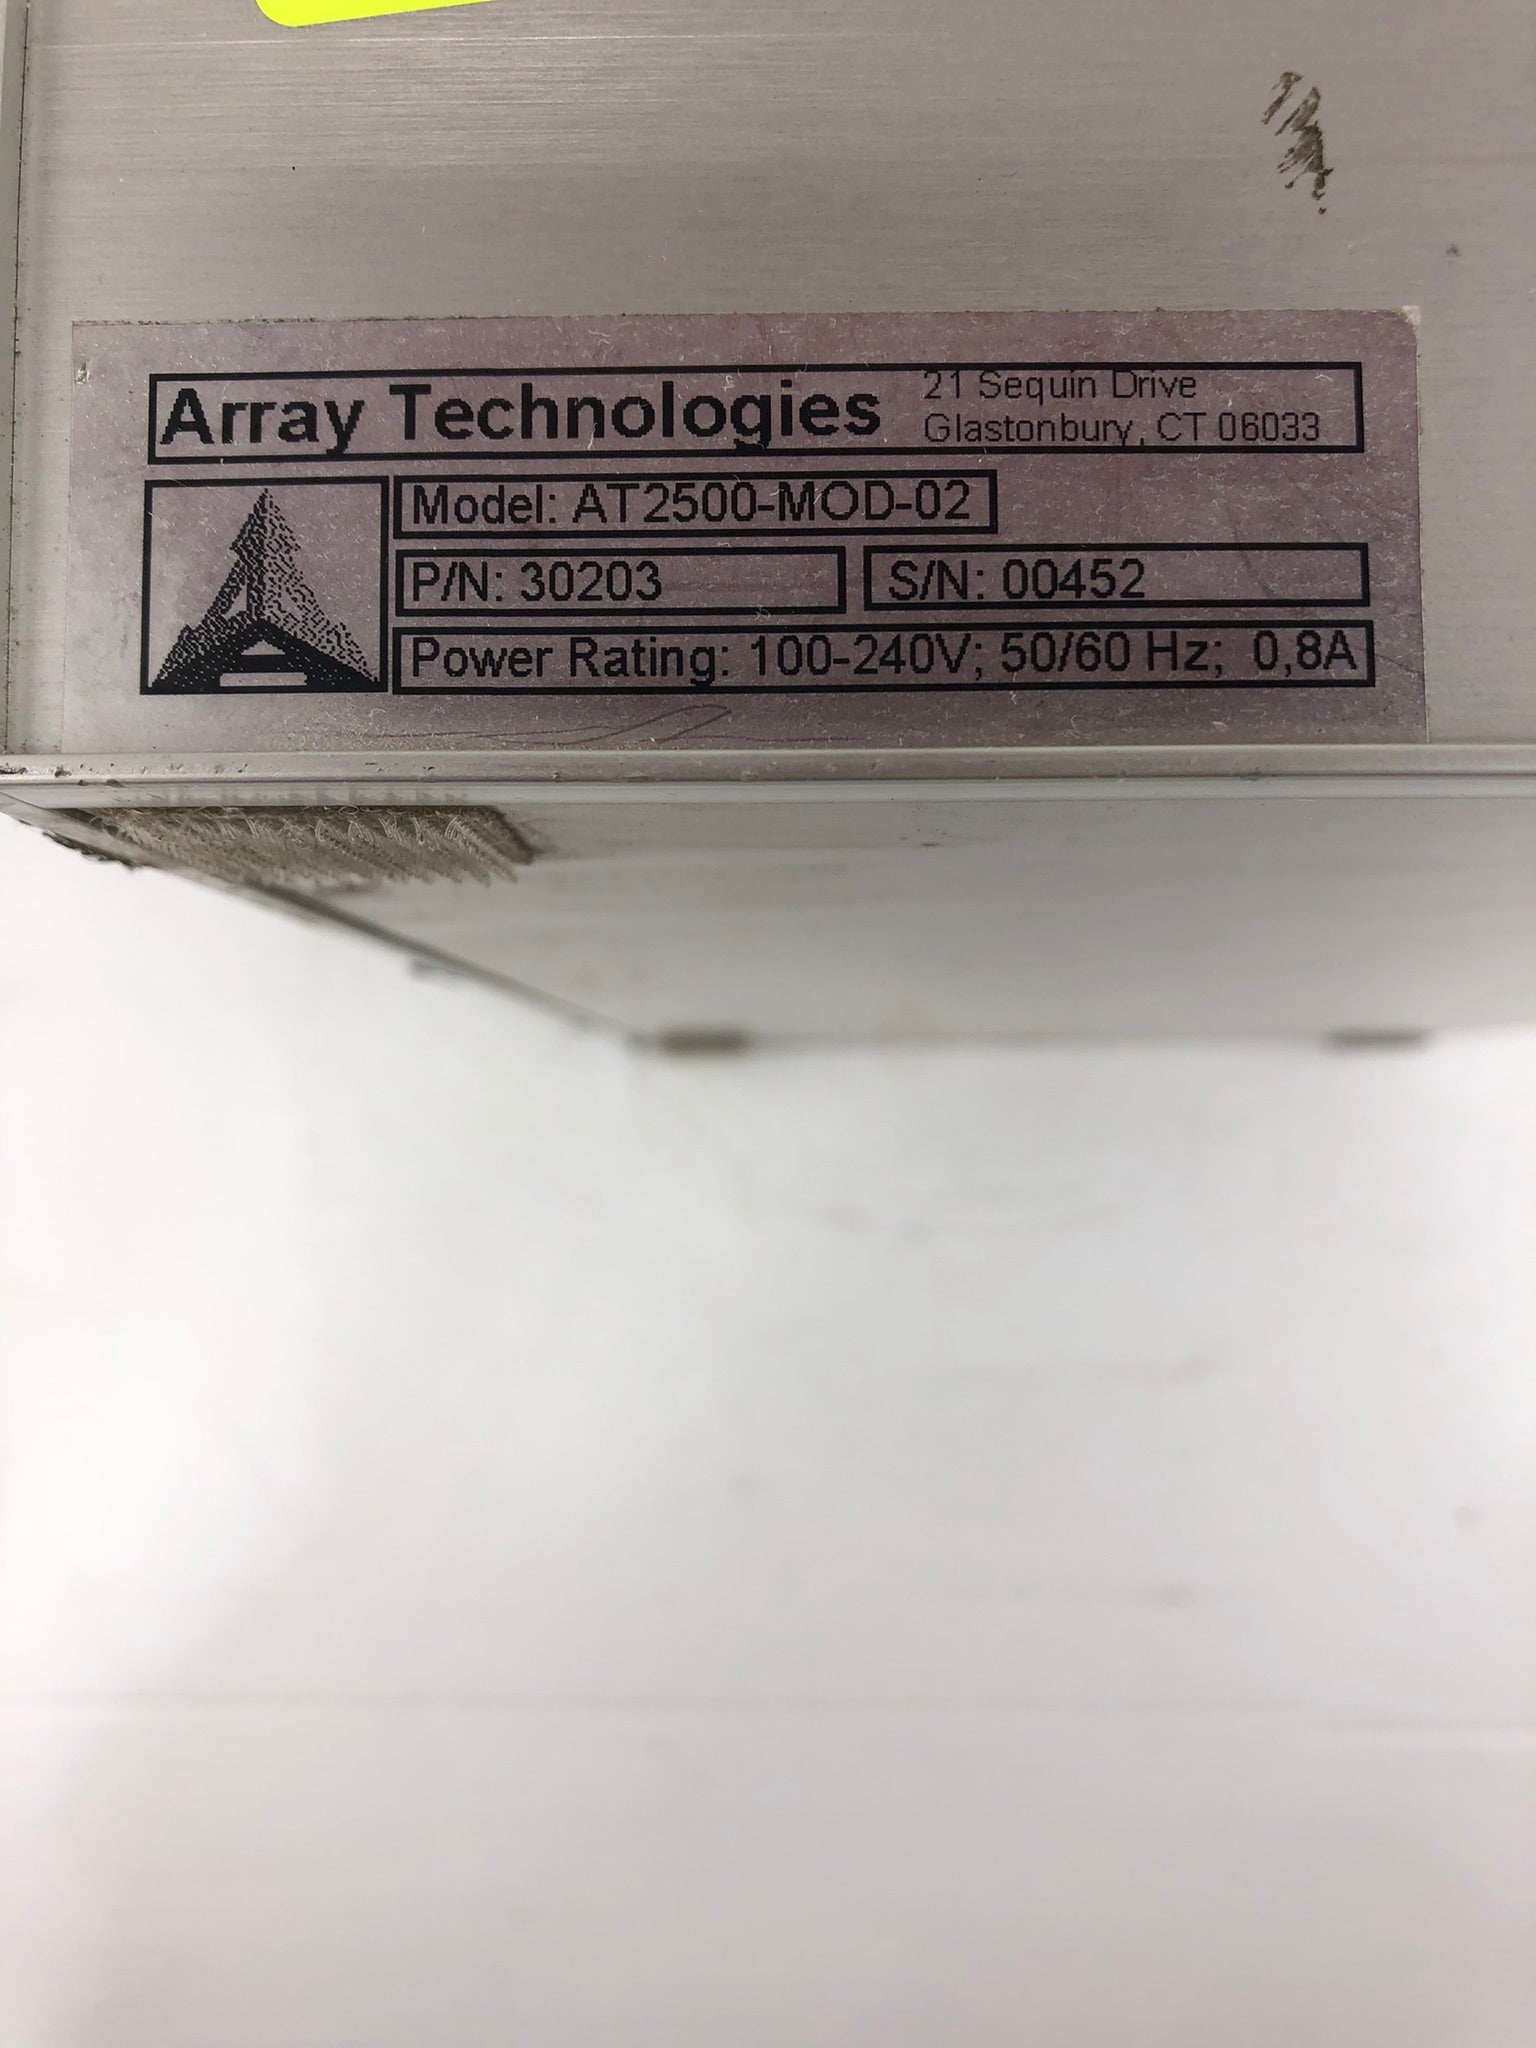 Array Technologies
21 Sequin Drive
Glastonbury, CT 06033
Model: AT2500-MOD-02
P/N: 30203
S/N: 00452
Power Rating: 100-240V; 50/60 Hz; 0,8A